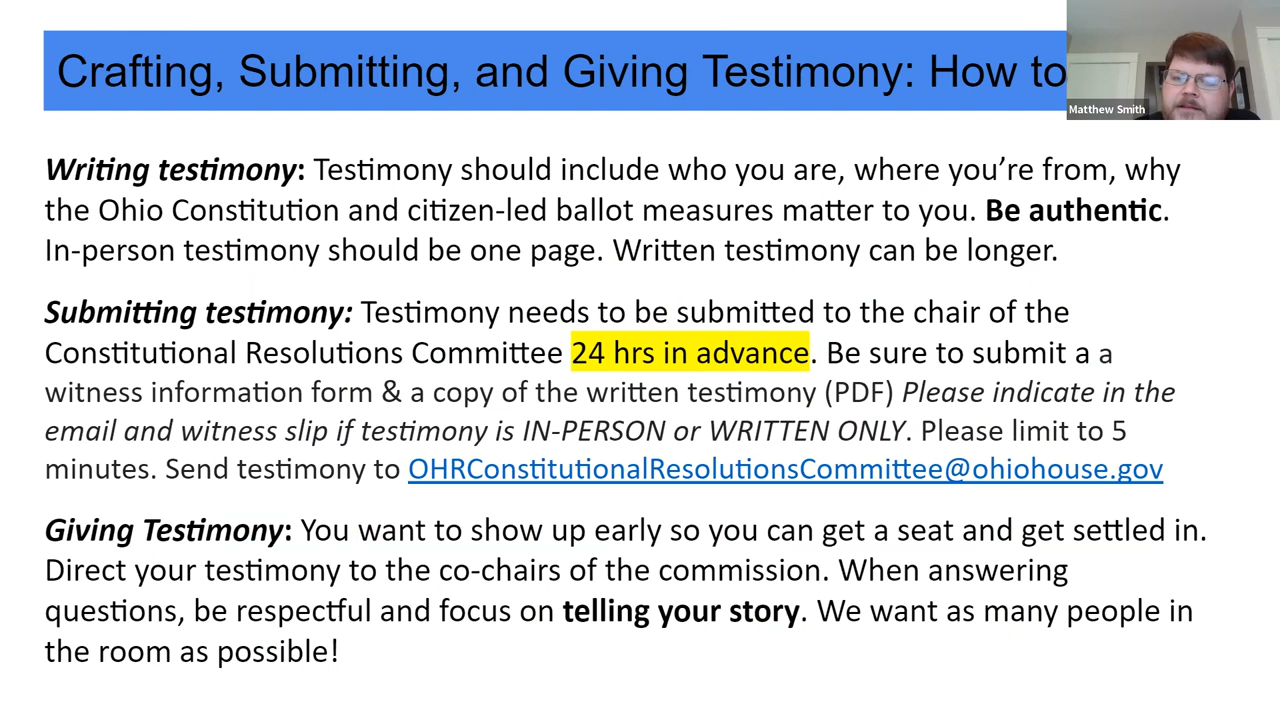 Crafting, Submitting, and Giving Testimony: How to
Matthew Smith
Writing testimony: Testimony should include who you are, where you’re from, why
the Ohio Constitution and citizen-led ballot measures matter to you. Be authentic.
In-person testimony should be one page. Written testimony can be longer.
Submitting testimony: Testimony needs to be submitted to the chair of the
Constitutional Resolutions Committee 24 hrs in advance. Be sure to submit a a
witness information form & a copy of the written testimony (PDF) Please indicate in the
email and witness slip if testimony is IN-PERSON or WRITTEN ONLY. Please limit to 5
minutes. Send testimony to OHRConstitutionalResolutionsCommittee@ohiohouse.gov
Giving Testimony: You want to show up early so you can get a seat and get settled in.
Direct your testimony to the co-chairs of the commission. When answering
questions, be respectful and focus on telling your story. We want as many people in
the room as possible!